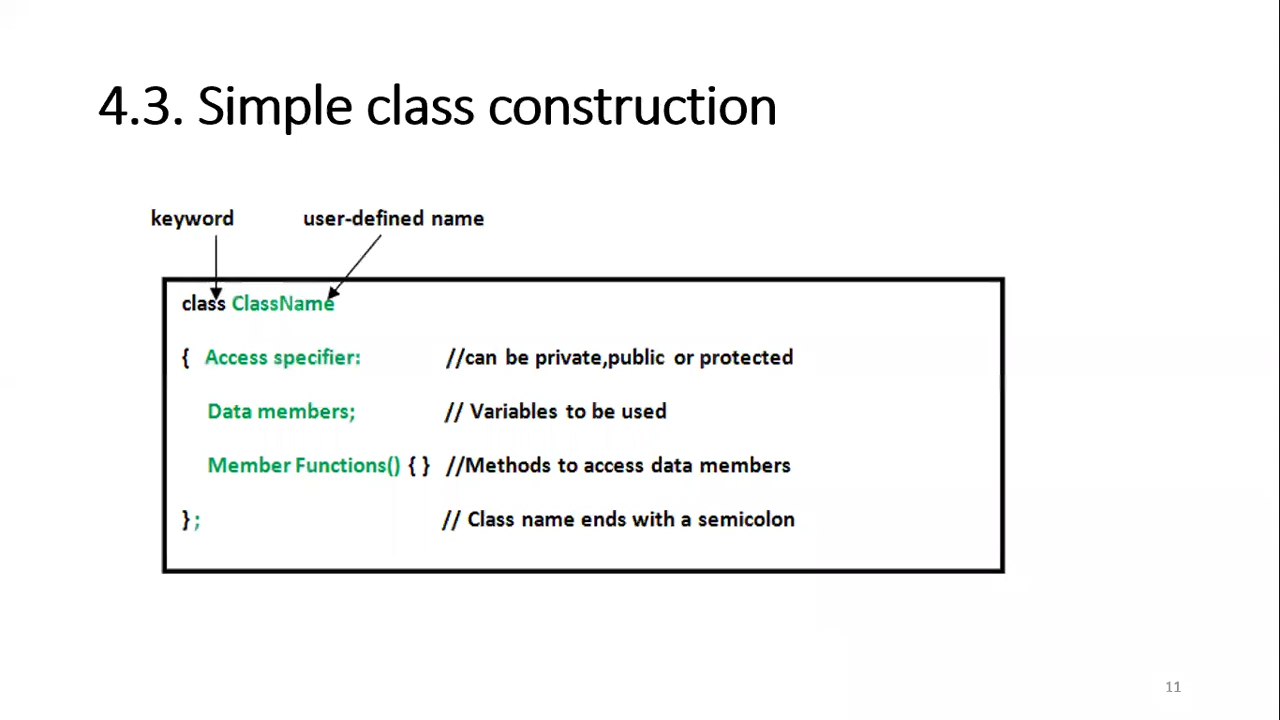 4.3. Simple class construction
keyword user-defined name
class ClassName
{ Access specifier: //can be private,public or protected
Data members; // Variables to be used
Member Functions() { } //Methods to access data members
} ; // Class name ends with a semicolon
11